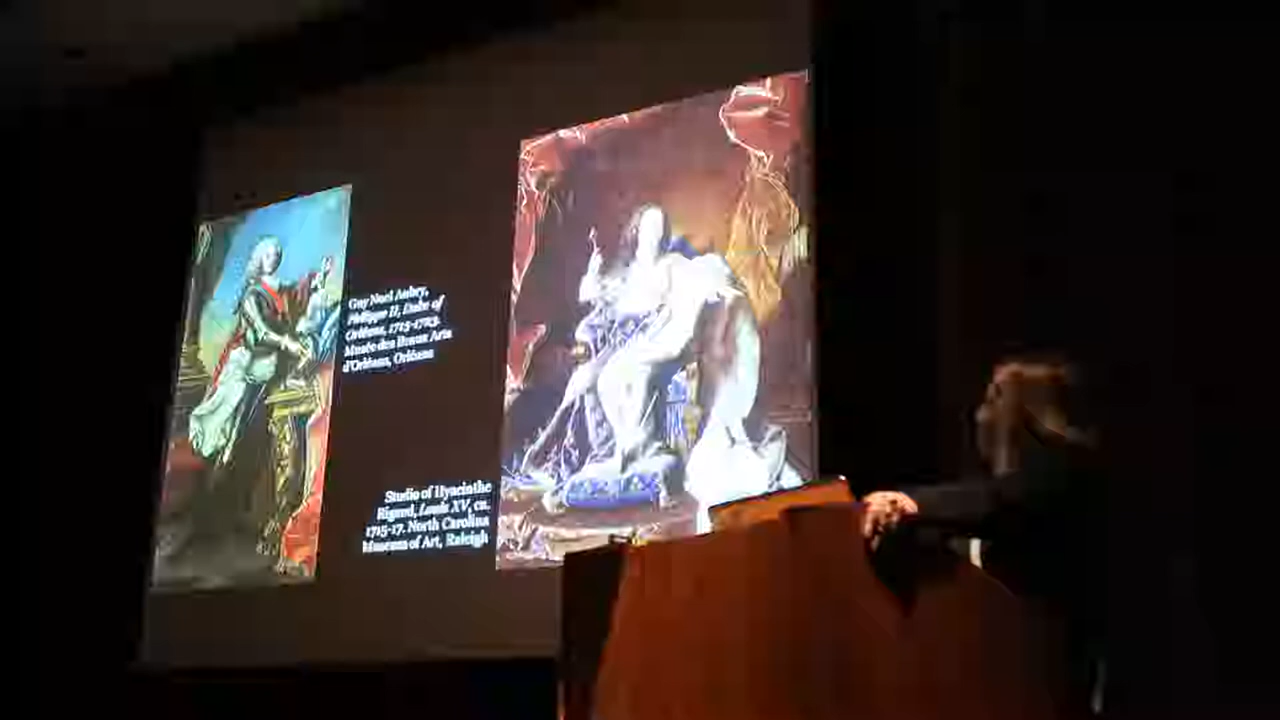 Guy Noel Aubry,
Philippe II, Duke of
Orléans, 1715-1723.
Musée des Beaux Arts
d'Orléans, Orléans
Studio of Hyacinthe
Rigaud, Louis XV, ca.
1715-17. North Carolina
Museum of Art, Raleigh